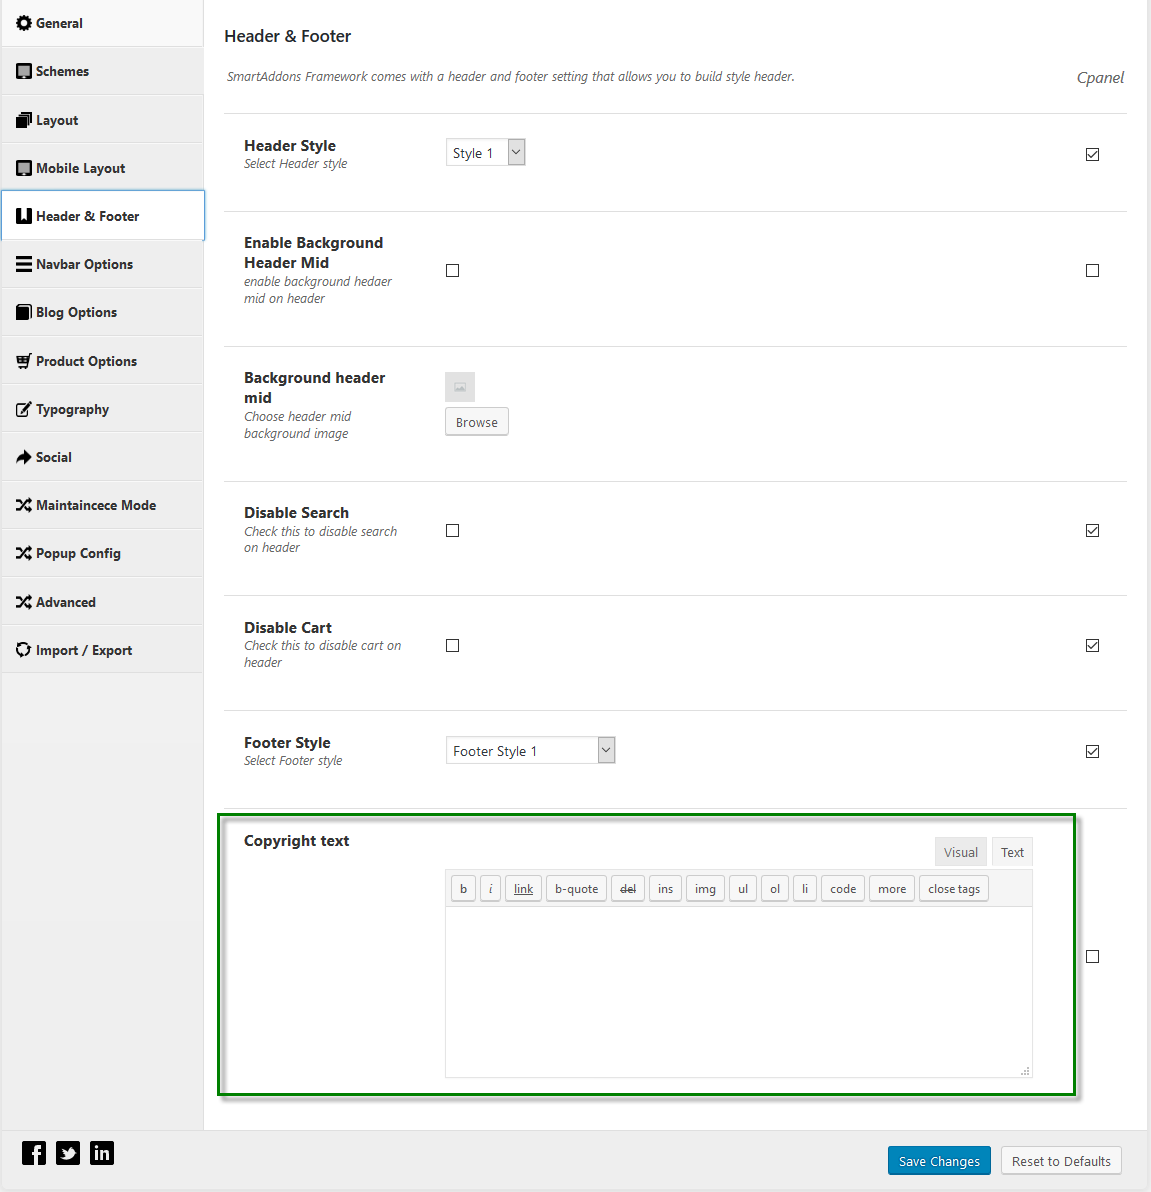 General
Schemes
Layout
Mobile Layout
Header & Footer
Navbar Options
Blog Options
Product Options
Typography
Social
Maintaincece Mode
Popup Config
Advanced
Import / Export
Header & Footer
SmartAddons Framework comes with a header and footer setting that allows you to build style header.
Cpanel
Header Style
Select Header style
Style 1
Enable Background
Header Mid
enable background hedaer
mid on header
Background header
mid
Choose header mid
background image
Browse
Disable Search
Check this to disable search
on header
Disable Cart
Check this to disable cart on
header
Footer Style
Select Footer style
Footer Style 1
Copyright text
Visual Text
b i link b-quote del ins img ul ol li code more close tags
Save Changes Reset to Defaults